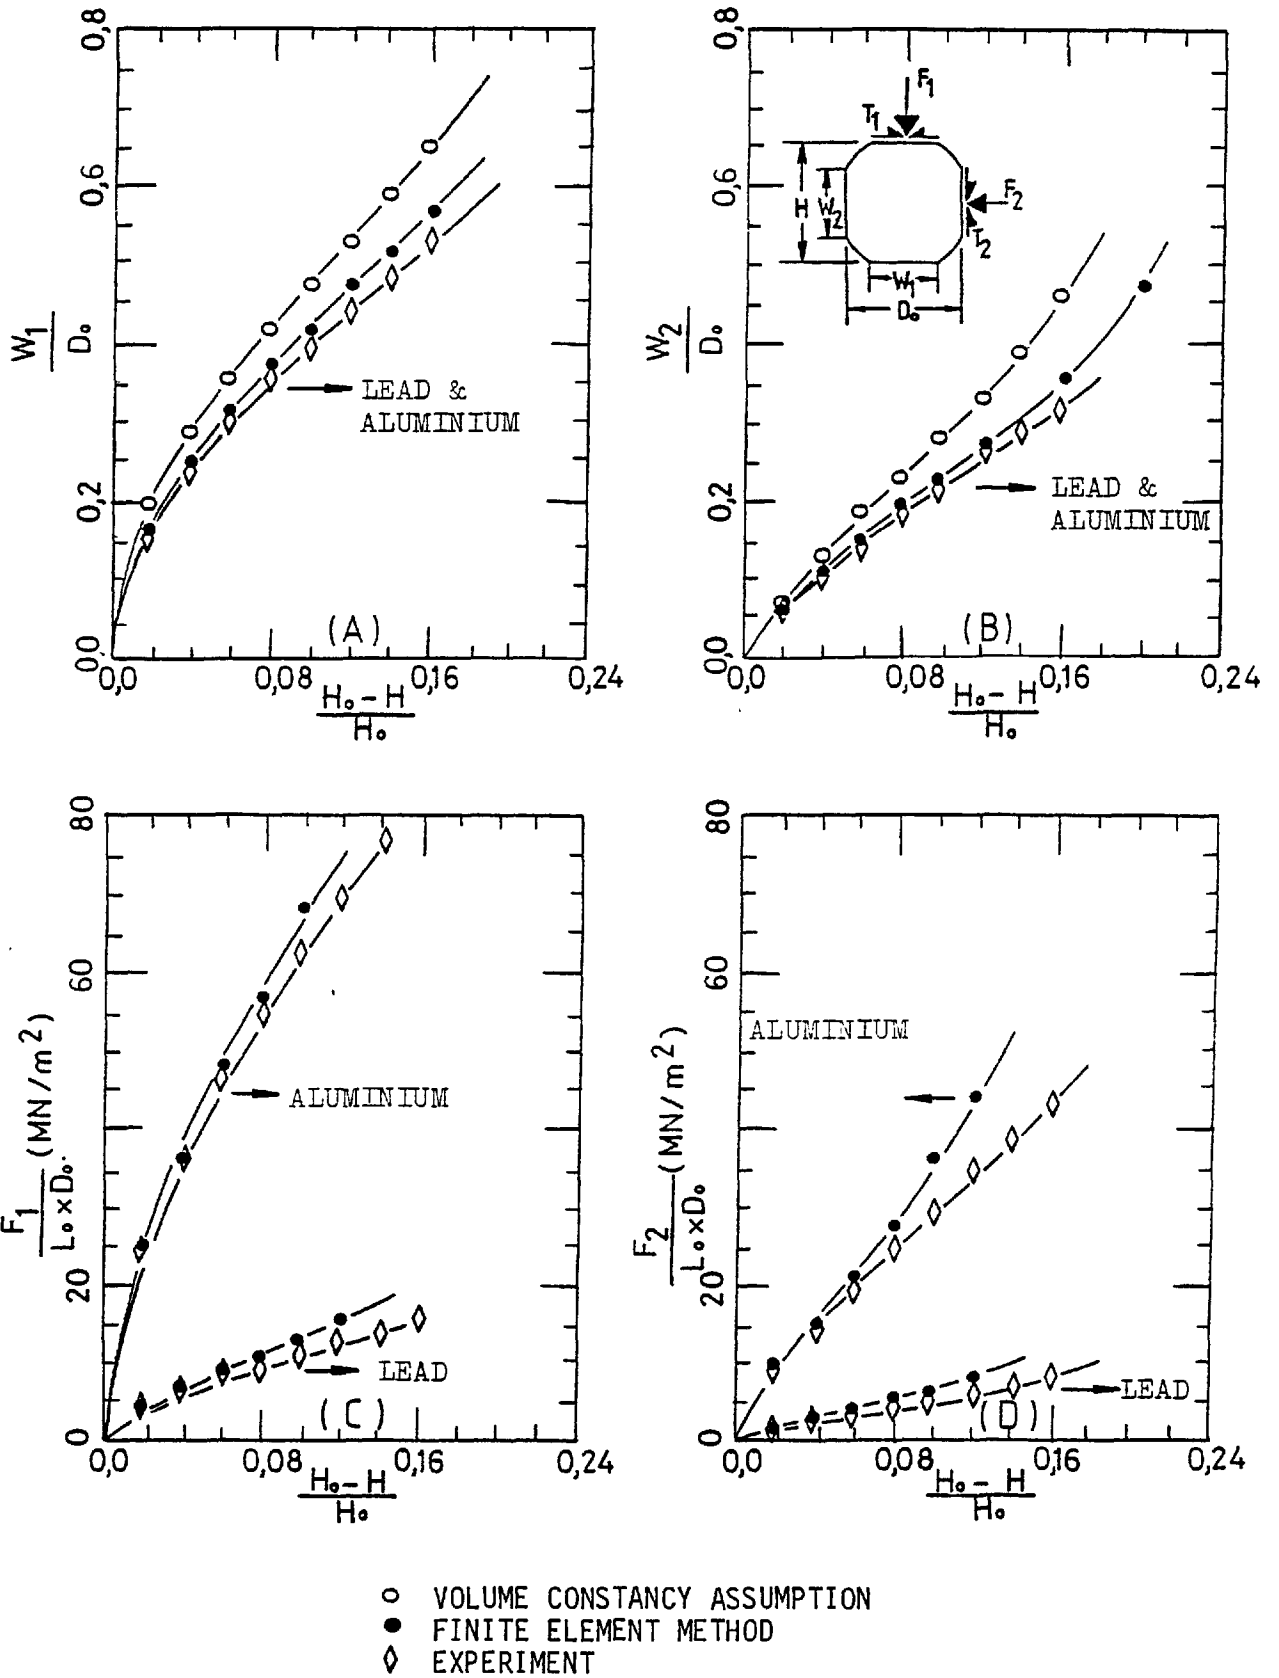 0,8
0,6
0,2
0,0
W₁
D₀
LEAD &
ALUMINIUM
(A)
0,0 0,08 0,16 0,24
H₀ - H
H₀
0,8
0,6
0,2
0,0
W₂
D₀
F₁
T₁
H
W₂
F₂
T₂
W₁
D₀
LEAD &
ALUMINIUM
(B)
0,0 0,08 0,16 0,24
H₀ - H
H₀
80
60
20
0
F₁
L₀ x D₀
(MN/m²)
ALUMINIUM
LEAD
(C)
0,0 0,08 0,16 0,24
H₀ - H
H₀
80
60
20
0
F₂
L₀ x D₀
(MN/m²)
ALUMINIUM
LEAD
(D)
0,0 0,08 0,16 0,24
H₀ - H
H₀
VOLUME CONSTANCY ASSUMPTION
FINITE ELEMENT METHOD
EXPERIMENT